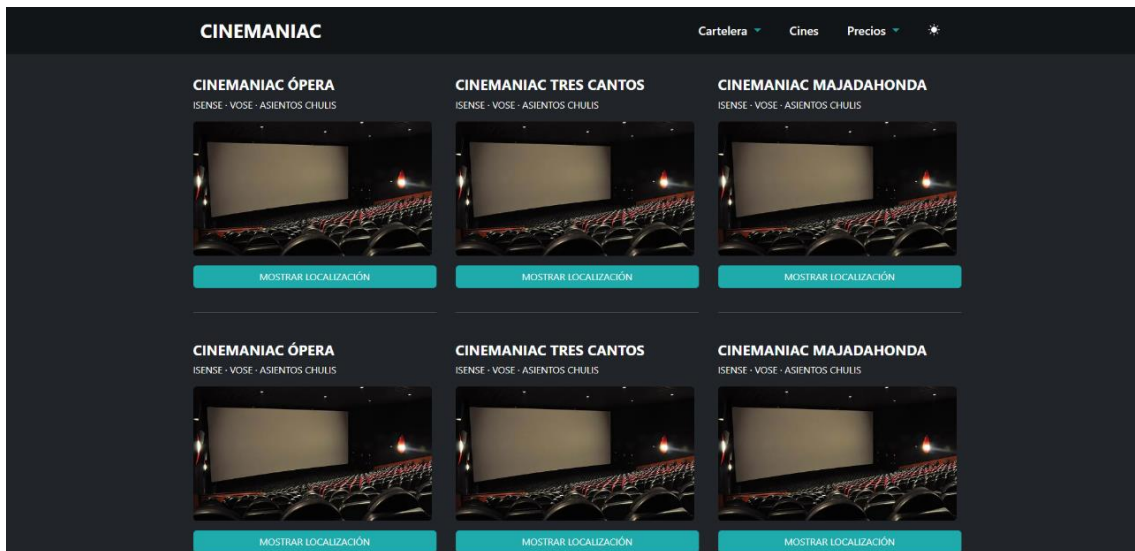 CINEMANIAC
Cartelera Cines Precios
CINEMANIAC ÓPERA
ISENSE · VOSE · ASIENTOS CHULIS
MOSTRAR LOCALIZACIÓN
CINEMANIAC TRES CANTOS
ISENSE · VOSE · ASIENTOS CHULIS
MOSTRAR LOCALIZACIÓN
CINEMANIAC MAJADAHONDA
ISENSE · VOSE · ASIENTOS CHULIS
MOSTRAR LOCALIZACIÓN
CINEMANIAC ÓPERA
ISENSE · VOSE · ASIENTOS CHULIS
MOSTRAR LOCALIZACIÓN
CINEMANIAC TRES CANTOS
ISENSE · VOSE · ASIENTOS CHULIS
MOSTRAR LOCALIZACIÓN
CINEMANIAC MAJADAHONDA
ISENSE · VOSE · ASIENTOS CHULIS
MOSTRAR LOCALIZACIÓN